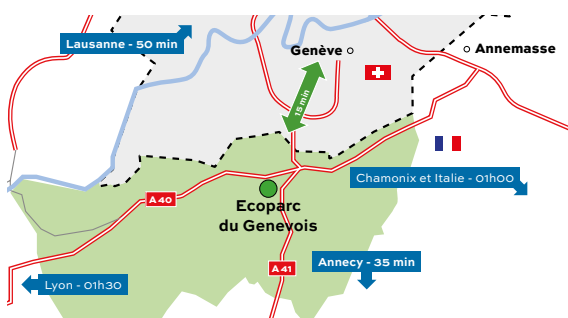 Lausanne - 50 min
Genève
Annemasse
15 min
Chamonix et Italie - 01h00
A 40
Ecoparc
du Genevois
Annecy - 35 min
A 41
Lyon - 01h30